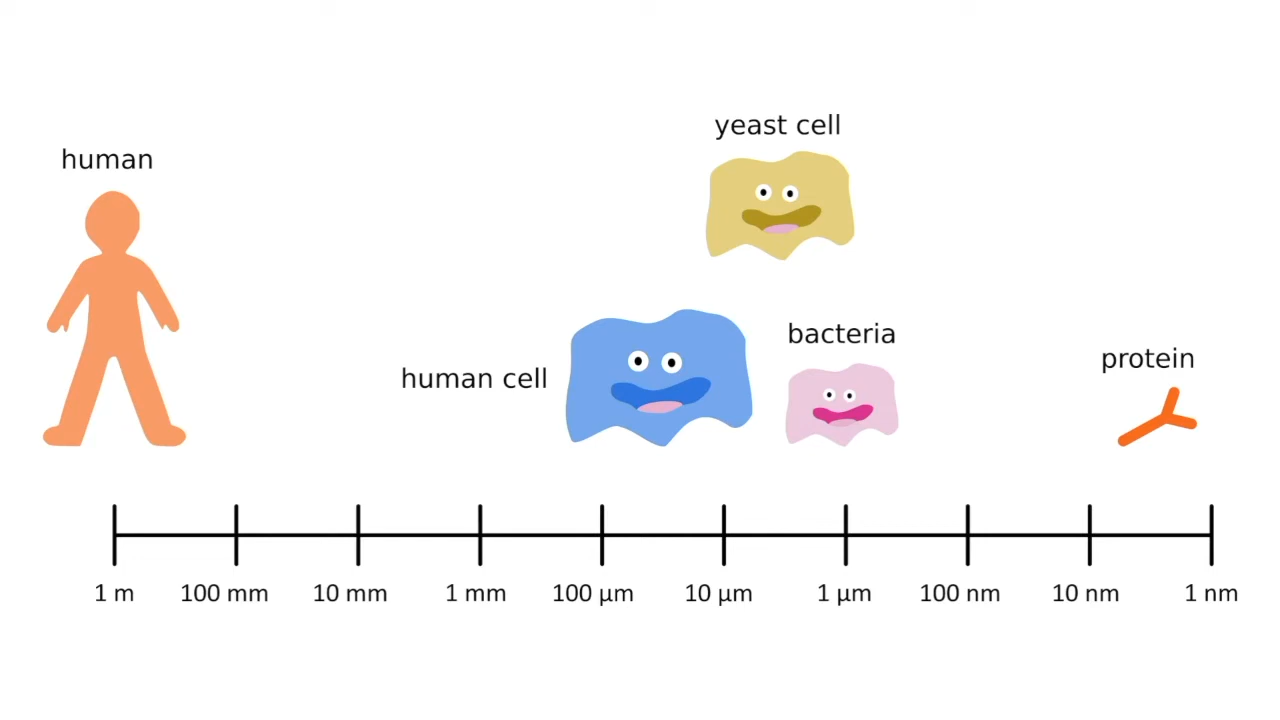 yeast cell
human
bacteria
protein
human cell
1 m
100 mm
10 mm
1 mm
100 µm
10 µm
1 µm
100 nm
10 nm
1 nm